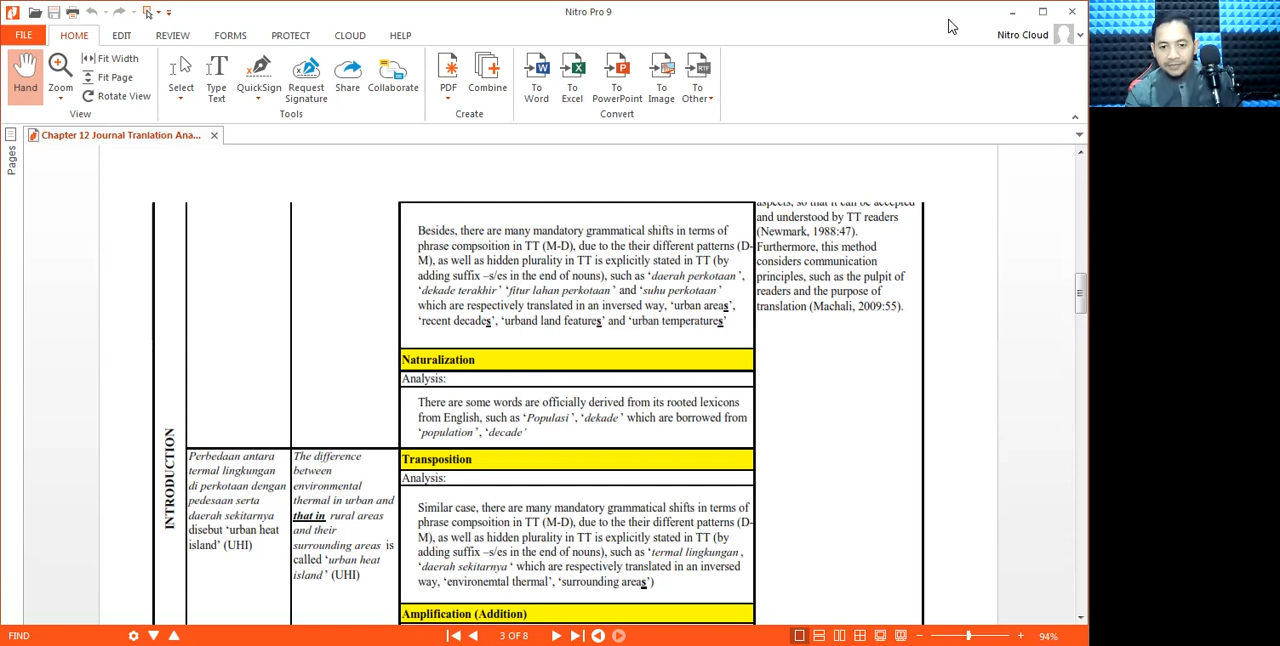 Nitro Pro 9
FILE
HOME
EDIT
REVIEW
FORMS
PROTECT
CLOUD
HELP
Nitro Cloud
Hand
Zoom
Fit Width
Fit Page
Rotate View
View
Select
Type
Text
QuickSign
Request
Signature
Share
Collaborate
Tools
PDF
Combine
Create
To
Word
To
Excel
To
PowerPoint
To
Image
To
Other
Convert
Chapter 12 Journal Tranlation Ana...
Pages
INTRODUCTION
Perbedaan antara
termal lingkungan
di perkotaan dengan
pedesaan serta
daerah sekitarnya
disebut ‘urban heat
island’ (UHI)
The difference
between
environmental
thermal in urban and
that in rural areas
and their
surrounding areas is
called ‘urban heat
island’ (UHI)
Besides, there are many mandatory grammatical shifts in terms of
phrase compsoition in TT (M-D), due to the their different patterns (D-
M), as well as hidden plurality in TT is explicitly stated in TT (by
adding suffix –s/es in the end of nouns), such as ‘daerah perkotaan’,
‘dekade terakhir’ ‘fitur lahan perkotaan’ and ‘suhu perkotaan’
which are respectively translated in an inversed way, ‘urban areas’,
‘recent decades’, ‘urband land features’ and ‘urban temperatures’
Naturalization
Analysis:
There are some words are officially derived from its rooted lexicons
from English, such as ‘Populasi’, ‘dekade’ which are borrowed from
‘population’, ‘decade’
Transposition
Analysis:
Similar case, there are many mandatory grammatical shifts in terms of
phrase compsoition in TT (M-D), due to the their different patterns (D-
M), as well as hidden plurality in TT is explicitly stated in TT (by
adding suffix –s/es in the end of nouns), such as ‘termal lingkungan,
‘daerah sekitarnya‘ which are respectively translated in an inversed
way, ‘environemtal thermal’, ‘surrounding areas’)
Amplification (Addition)
aspects, so that it can be accepted
and understood by TT readers
(Newmark, 1988:47).
Furthermore, this method
considers communication
principles, such as the pulpit of
readers and the purpose of
translation (Machali, 2009:55).
FIND
3 OF 8
94%